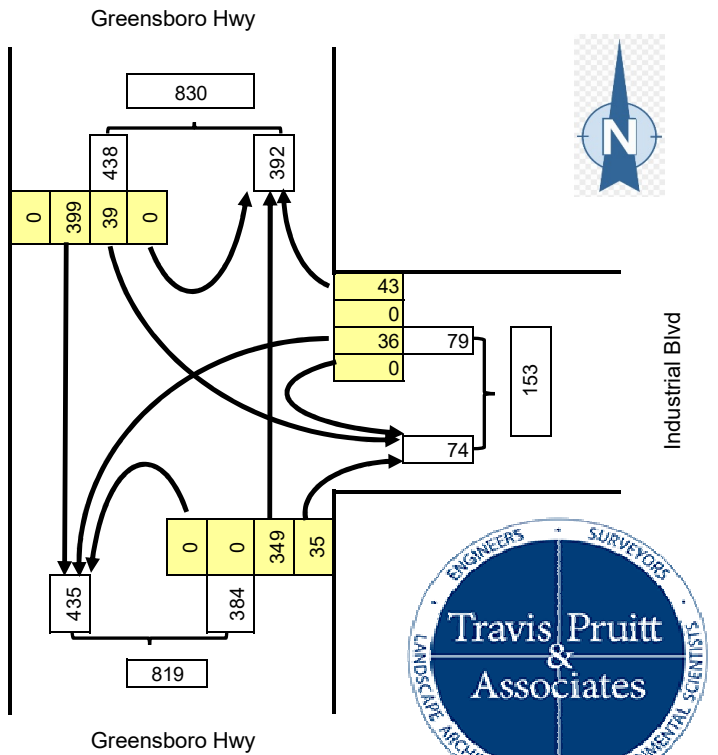 Greensboro Hwy
830
438
392
N
0 399 39 0
43
0
36 79
0
153
Industrial Blvd
74
0 0 349 35
435
384
819
Greensboro Hwy
ENGINEERS · SURVEYORS
LANDSCAPE
SCIENTISTS
Travis Pruitt
&
Associates